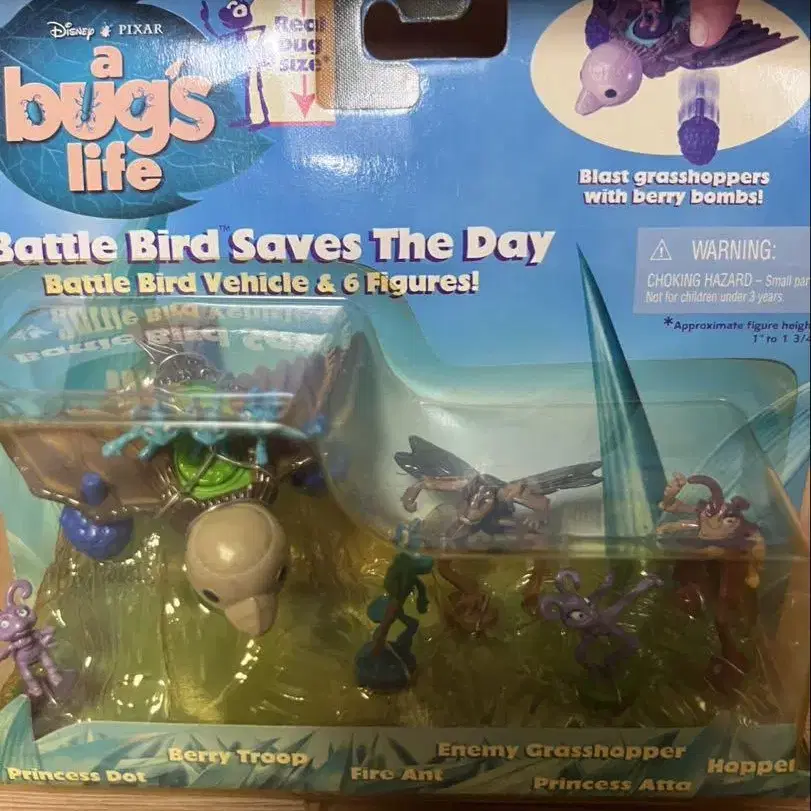 Disney PIXAR
a
bug's
life
Real
bug
size*
Blast grasshoppers
with berry bombs!
Battle Bird™ Saves The Day
Battle Bird Vehicle & 6 Figures!
WARNING:
CHOKING HAZARD – Small par
Not for children under 3 years.
*Approximate figure heigh
1" to 1 3/4
Princess Dot
Berry Troop
Fire Ant
Enemy Grasshopper
Princess Atta
Hoppe